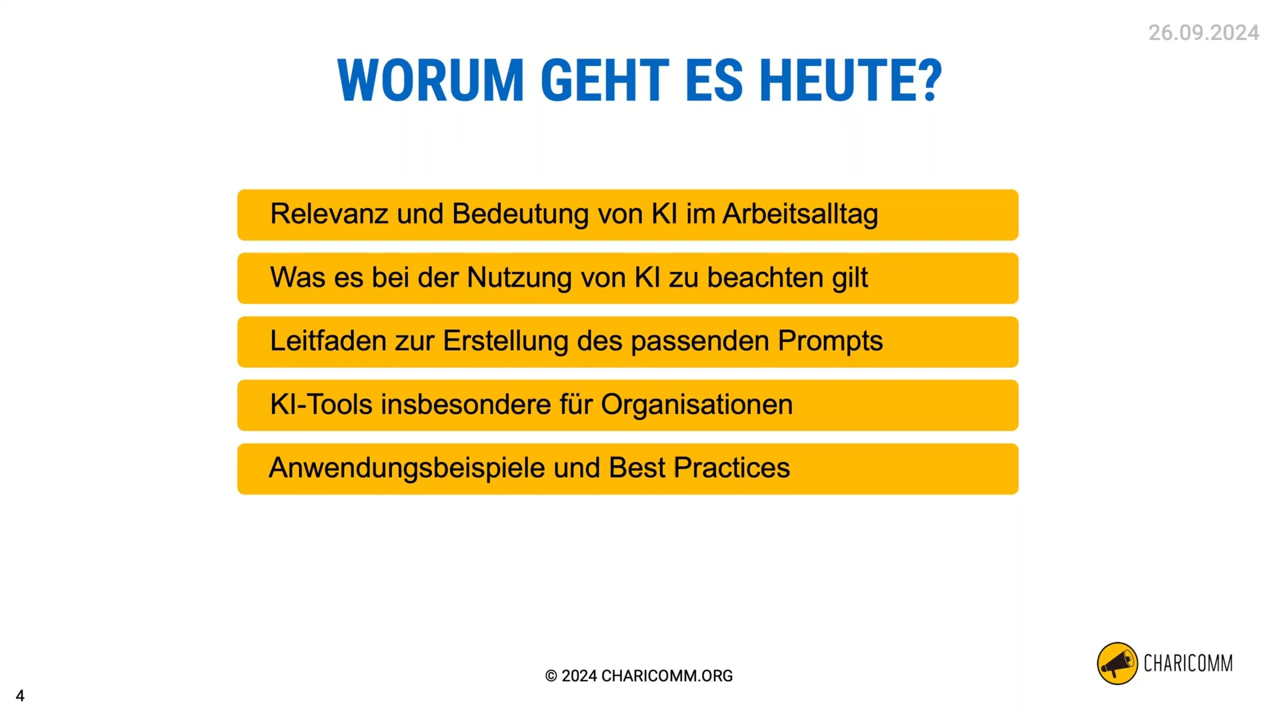 26.09.2024
WORUM GEHT ES HEUTE?
Relevanz und Bedeutung von KI im Arbeitsalltag
Was es bei der Nutzung von KI zu beachten gilt
Leitfaden zur Erstellung des passenden Prompts
KI-Tools insbesondere für Organisationen
Anwendungsbeispiele und Best Practices
CHARICOMM
© 2024 CHARICOMM.ORG
4